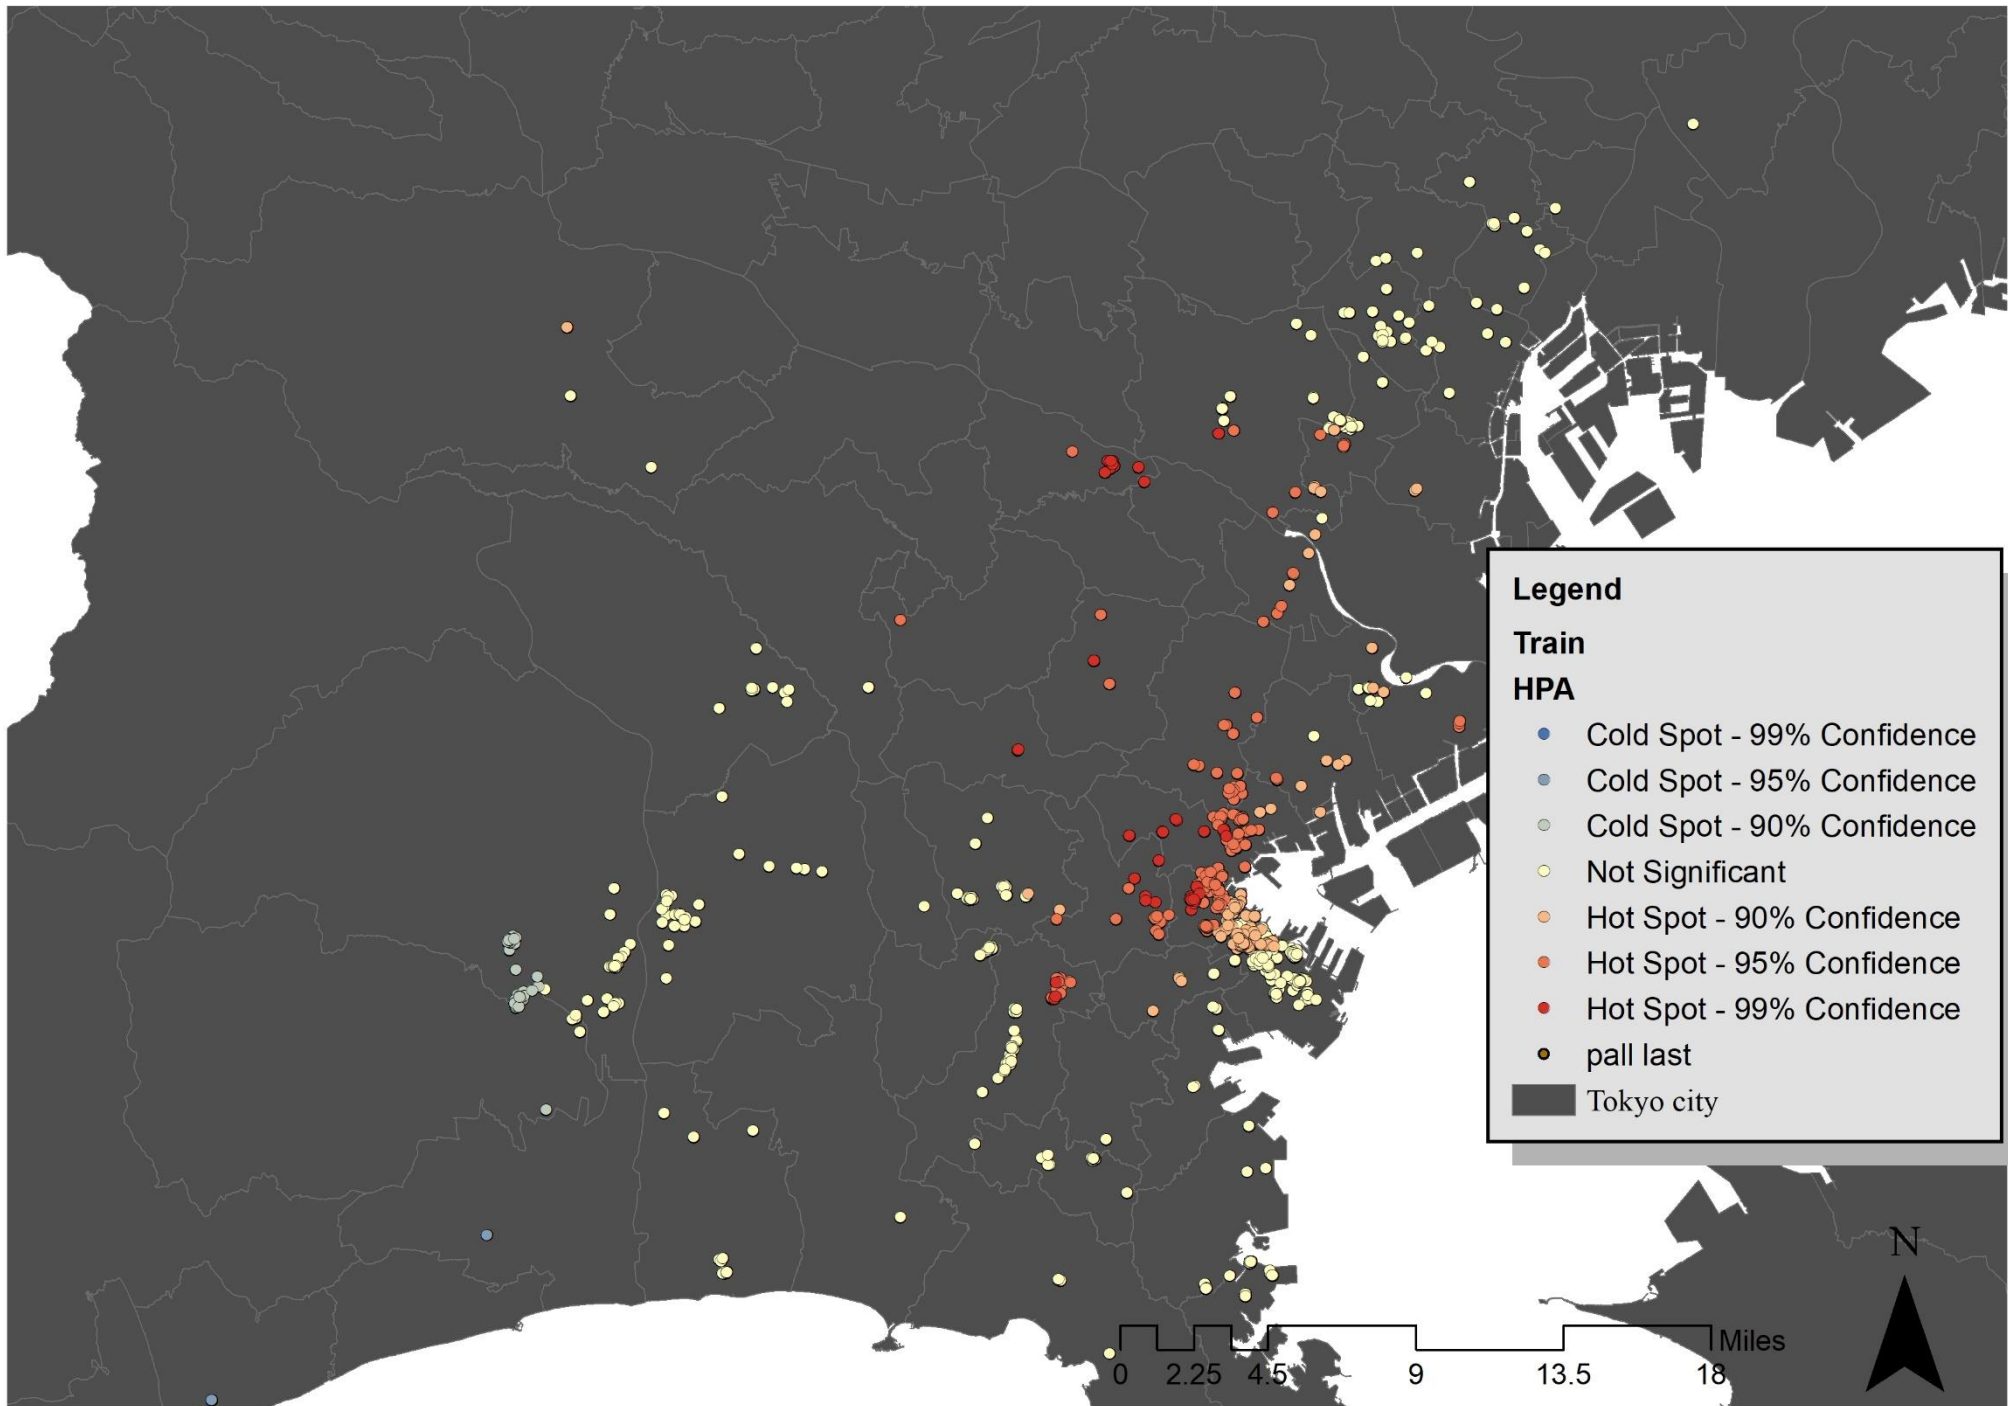 Legend
Train
HPA
Cold Spot - 99% Confidence
Cold Spot - 95% Confidence
Cold Spot - 90% Confidence
Not Significant
Hot Spot - 90% Confidence
Hot Spot - 95% Confidence
Hot Spot - 99% Confidence
pall last
Tokyo city
N
Miles
0 2.25 4.5 9 13.5 18